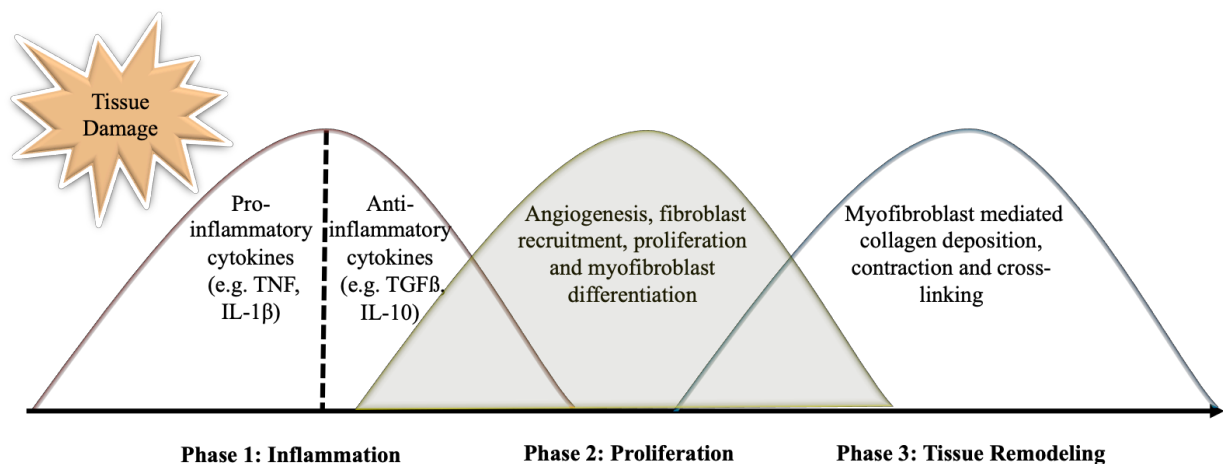 Tissue
Damage
Pro-
inflammatory
cytokines
(e.g. TNF,
IL-1β)
Anti-
inflammatory
cytokines
(e.g. TGFß,
IL-10)
Angiogenesis, fibroblast
recruitment, proliferation
and myofibroblast
differentiation
Myofibroblast mediated
collagen deposition,
contraction and cross-
linking
Phase 1: Inflammation
Phase 2: Proliferation
Phase 3: Tissue Remodeling